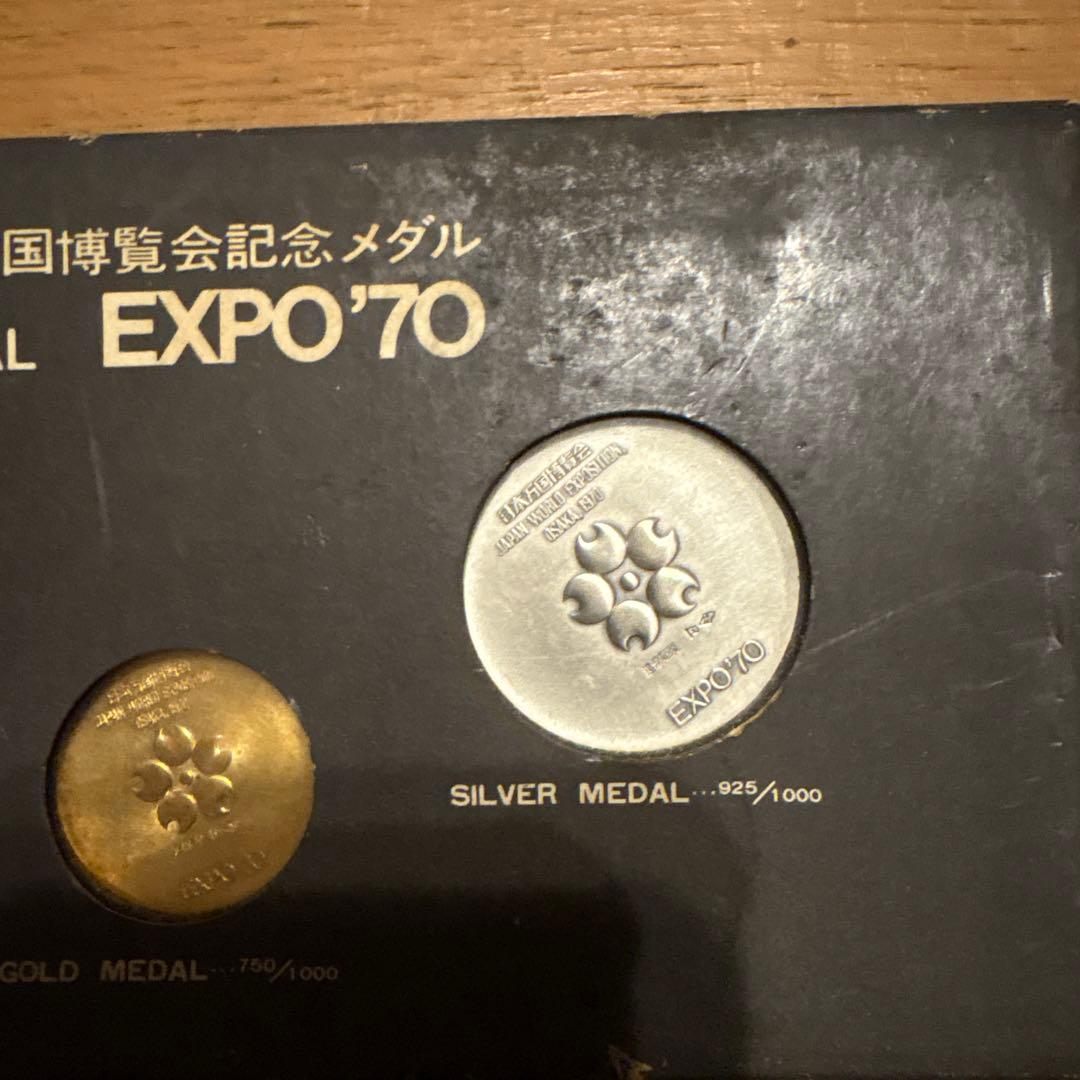 国博覧会記念メダル
AL EXPO'70
日本万国博覧会
JAPAN WORLD EXPOSITION,
OSAKA, 1970
EXPO'70
SILVER MEDAL...925/1000
GOLD MEDAL...750/1000